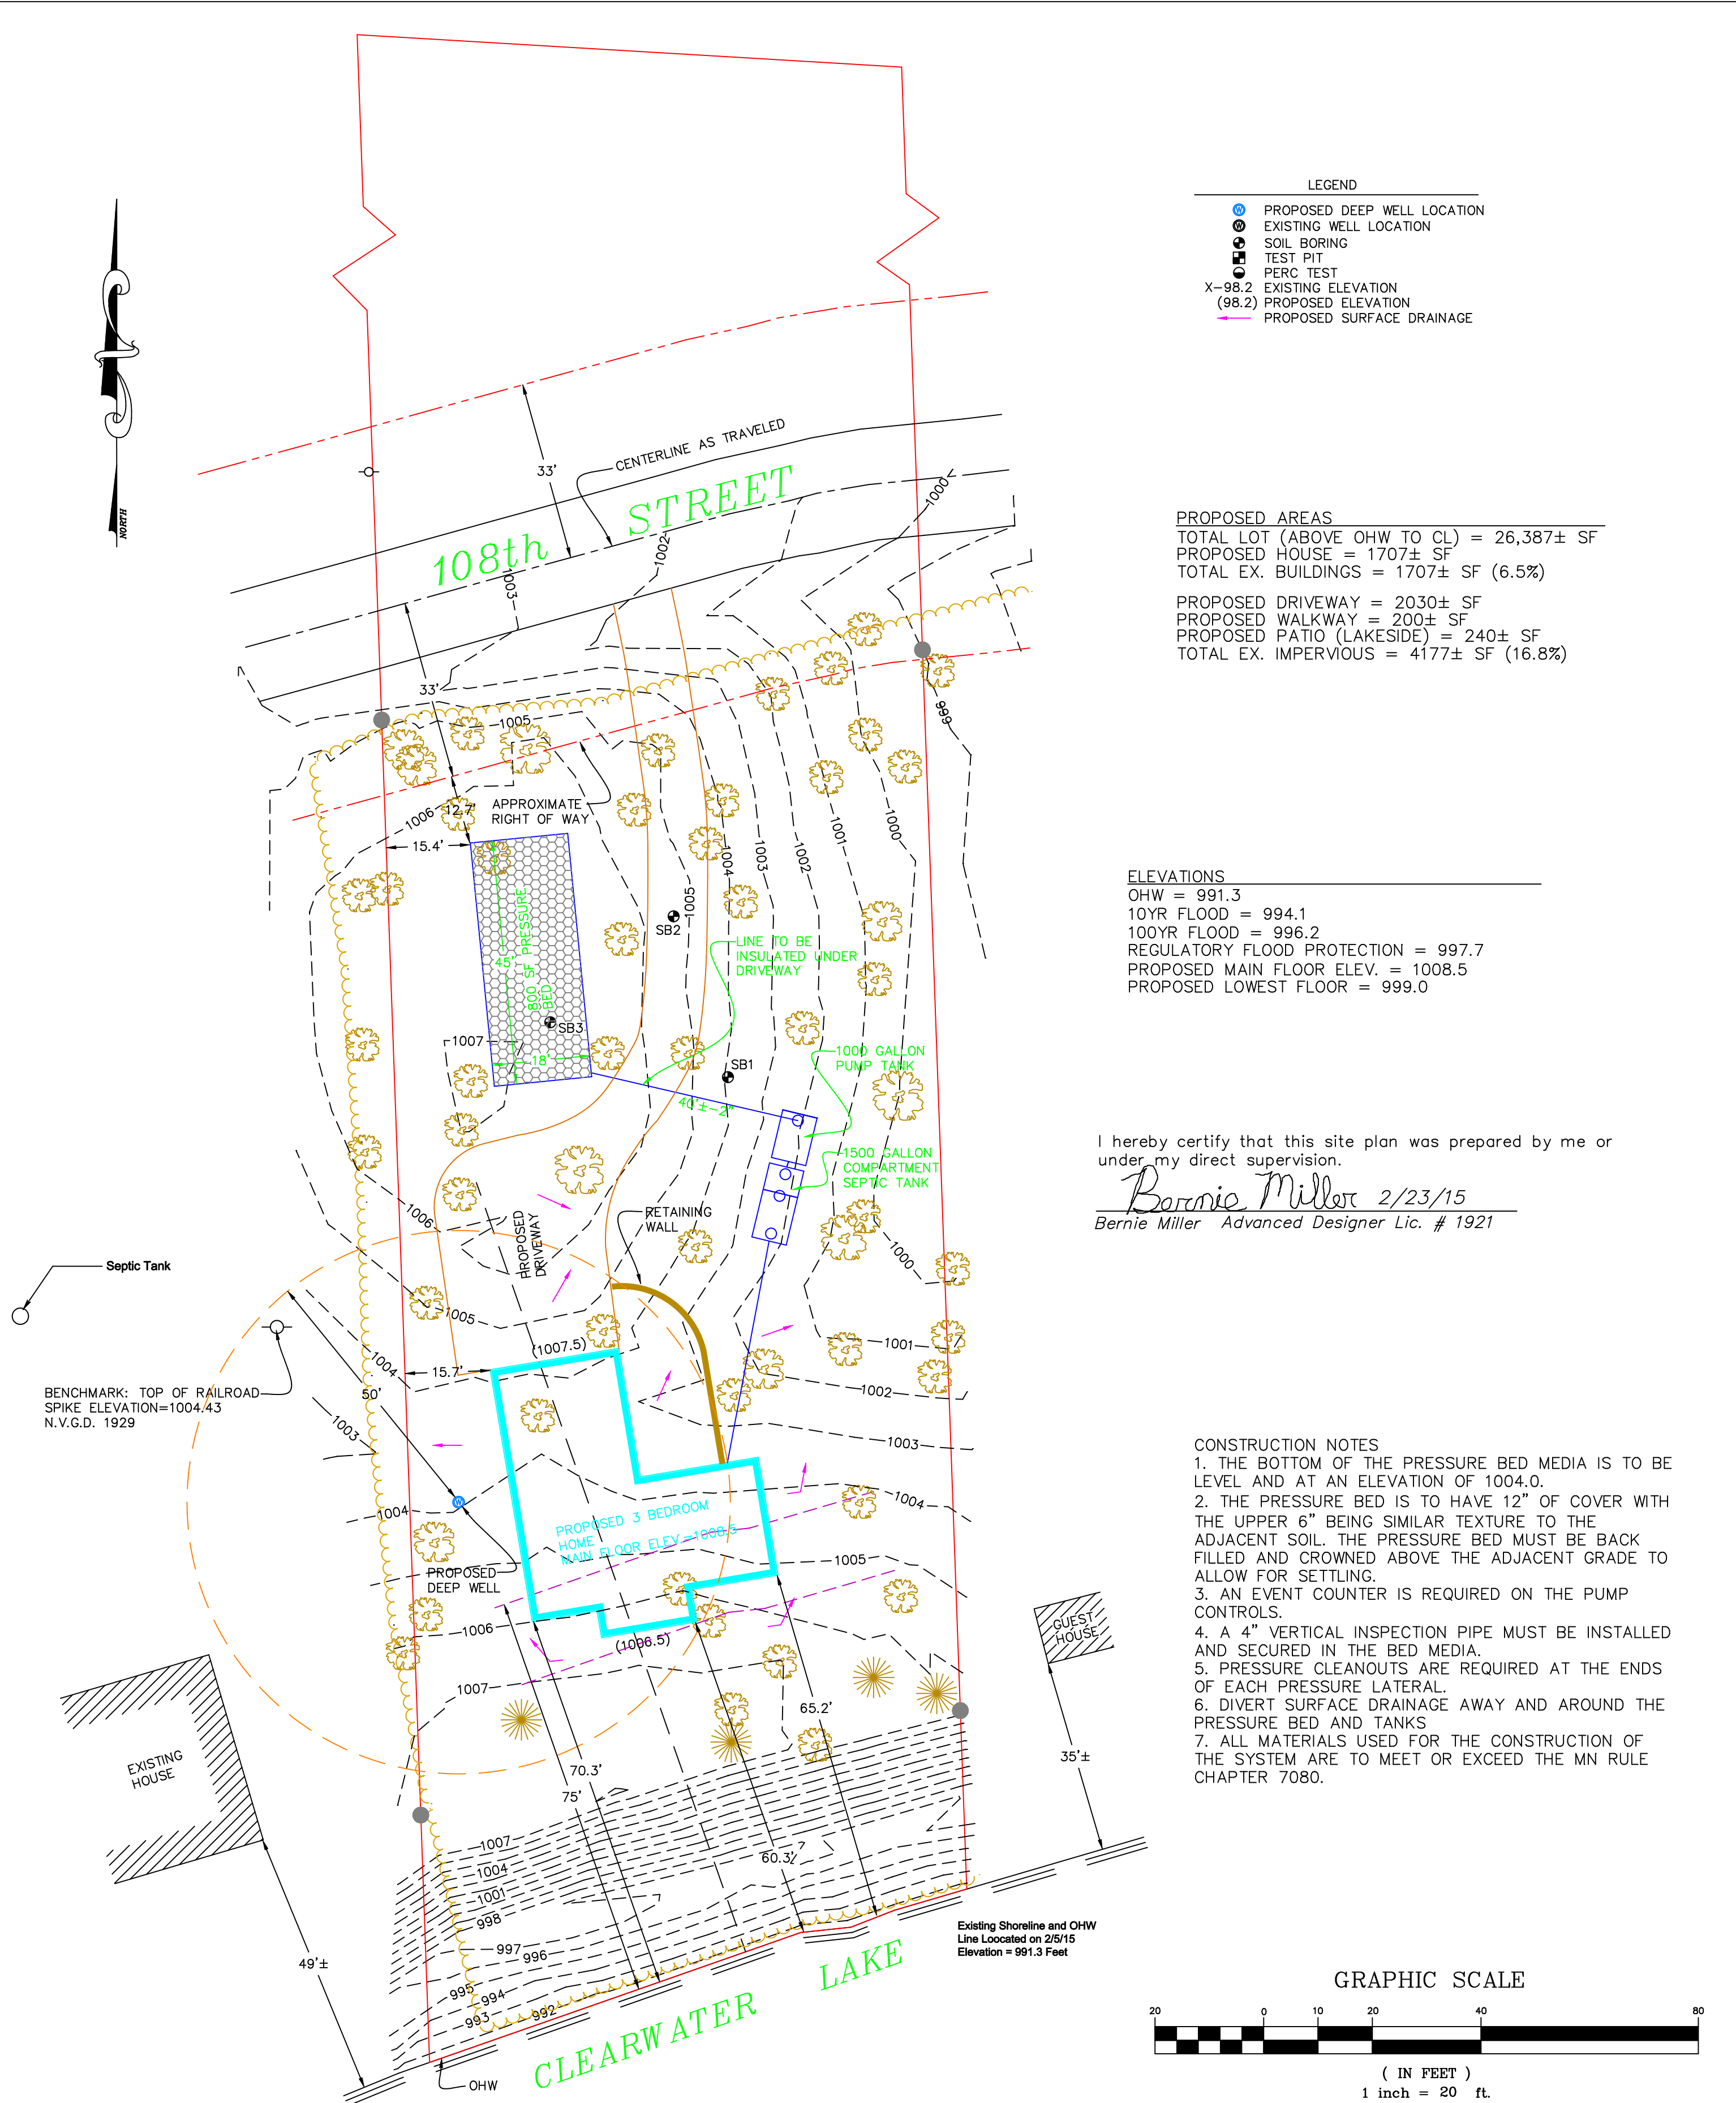 LEGEND
PROPOSED DEEP WELL LOCATION
EXISTING WELL LOCATION
SOIL BORING
TEST PIT
PERC TEST
X-98.2 EXISTING ELEVATION
(98.2) PROPOSED ELEVATION
PROPOSED SURFACE DRAINAGE
NORTH
33'
CENTERLINE AS TRAVELED
108th STREET
1000
1002
1003
33'
999
1005
1006
12.7'
APPROXIMATE
RIGHT OF WAY
15.4'
1004
1003
1002
1001
1000
1005
800 SF PRESSURE
BED
45'
18'
SB2
SB3
SB1
LINE TO BE
INSULATED UNDER
DRIVEWAY
1007
1000 GALLON
PUMP TANK
40'±-2"
1500 GALLON
COMPARTMENT
SEPTIC TANK
1006
PROPOSED
DRIVEWAY
RETAINING
WALL
1000
Septic Tank
1005
(1007.5)
1004
15.7'
50'
1001
1002
BENCHMARK: TOP OF RAILROAD
SPIKE ELEVATION=1004.43
N.V.G.D. 1929
1003
1003
1004
1004
PROPOSED 3 BEDROOM
HOME
MAIN FLOOR ELEV.=1008.5
PROPOSED
DEEP WELL
1005
1006
(1006.5)
GUEST
HOUSE
1007
65.2'
EXISTING
HOUSE
70.3'
75'
35'±
60.3'
1007
1004
1001
998
997
996
995
994
993
992
49'±
OHW
CLEARWATER LAKE
Existing Shoreline and OHW
Line Loocated on 2/5/15
Elevation = 991.3 Feet
PROPOSED AREAS
TOTAL LOT (ABOVE OHW TO CL) = 26,387± SF
PROPOSED HOUSE = 1707± SF
TOTAL EX. BUILDINGS = 1707± SF (6.5%)
PROPOSED DRIVEWAY = 2030± SF
PROPOSED WALKWAY = 200± SF
PROPOSED PATIO (LAKESIDE) = 240± SF
TOTAL EX. IMPERVIOUS = 4177± SF (16.8%)
ELEVATIONS
OHW = 991.3
10YR FLOOD = 994.1
100YR FLOOD = 996.2
REGULATORY FLOOD PROTECTION = 997.7
PROPOSED MAIN FLOOR ELEV. = 1008.5
PROPOSED LOWEST FLOOR = 999.0
I hereby certify that this site plan was prepared by me or
under my direct supervision.
Bernie Miller 2/23/15
Bernie Miller Advanced Designer Lic. # 1921
CONSTRUCTION NOTES
1. THE BOTTOM OF THE PRESSURE BED MEDIA IS TO BE
LEVEL AND AT AN ELEVATION OF 1004.0.
2. THE PRESSURE BED IS TO HAVE 12" OF COVER WITH
THE UPPER 6" BEING SIMILAR TEXTURE TO THE
ADJACENT SOIL. THE PRESSURE BED MUST BE BACK
FILLED AND CROWNED ABOVE THE ADJACENT GRADE TO
ALLOW FOR SETTLING.
3. AN EVENT COUNTER IS REQUIRED ON THE PUMP
CONTROLS.
4. A 4" VERTICAL INSPECTION PIPE MUST BE INSTALLED
AND SECURED IN THE BED MEDIA.
5. PRESSURE CLEANOUTS ARE REQUIRED AT THE ENDS
OF EACH PRESSURE LATERAL.
6. DIVERT SURFACE DRAINAGE AWAY AND AROUND THE
PRESSURE BED AND TANKS
7. ALL MATERIALS USED FOR THE CONSTRUCTION OF
THE SYSTEM ARE TO MEET OR EXCEED THE MN RULE
CHAPTER 7080.
GRAPHIC SCALE
20 0 10 20 40 80
( IN FEET )
1 inch = 20 ft.